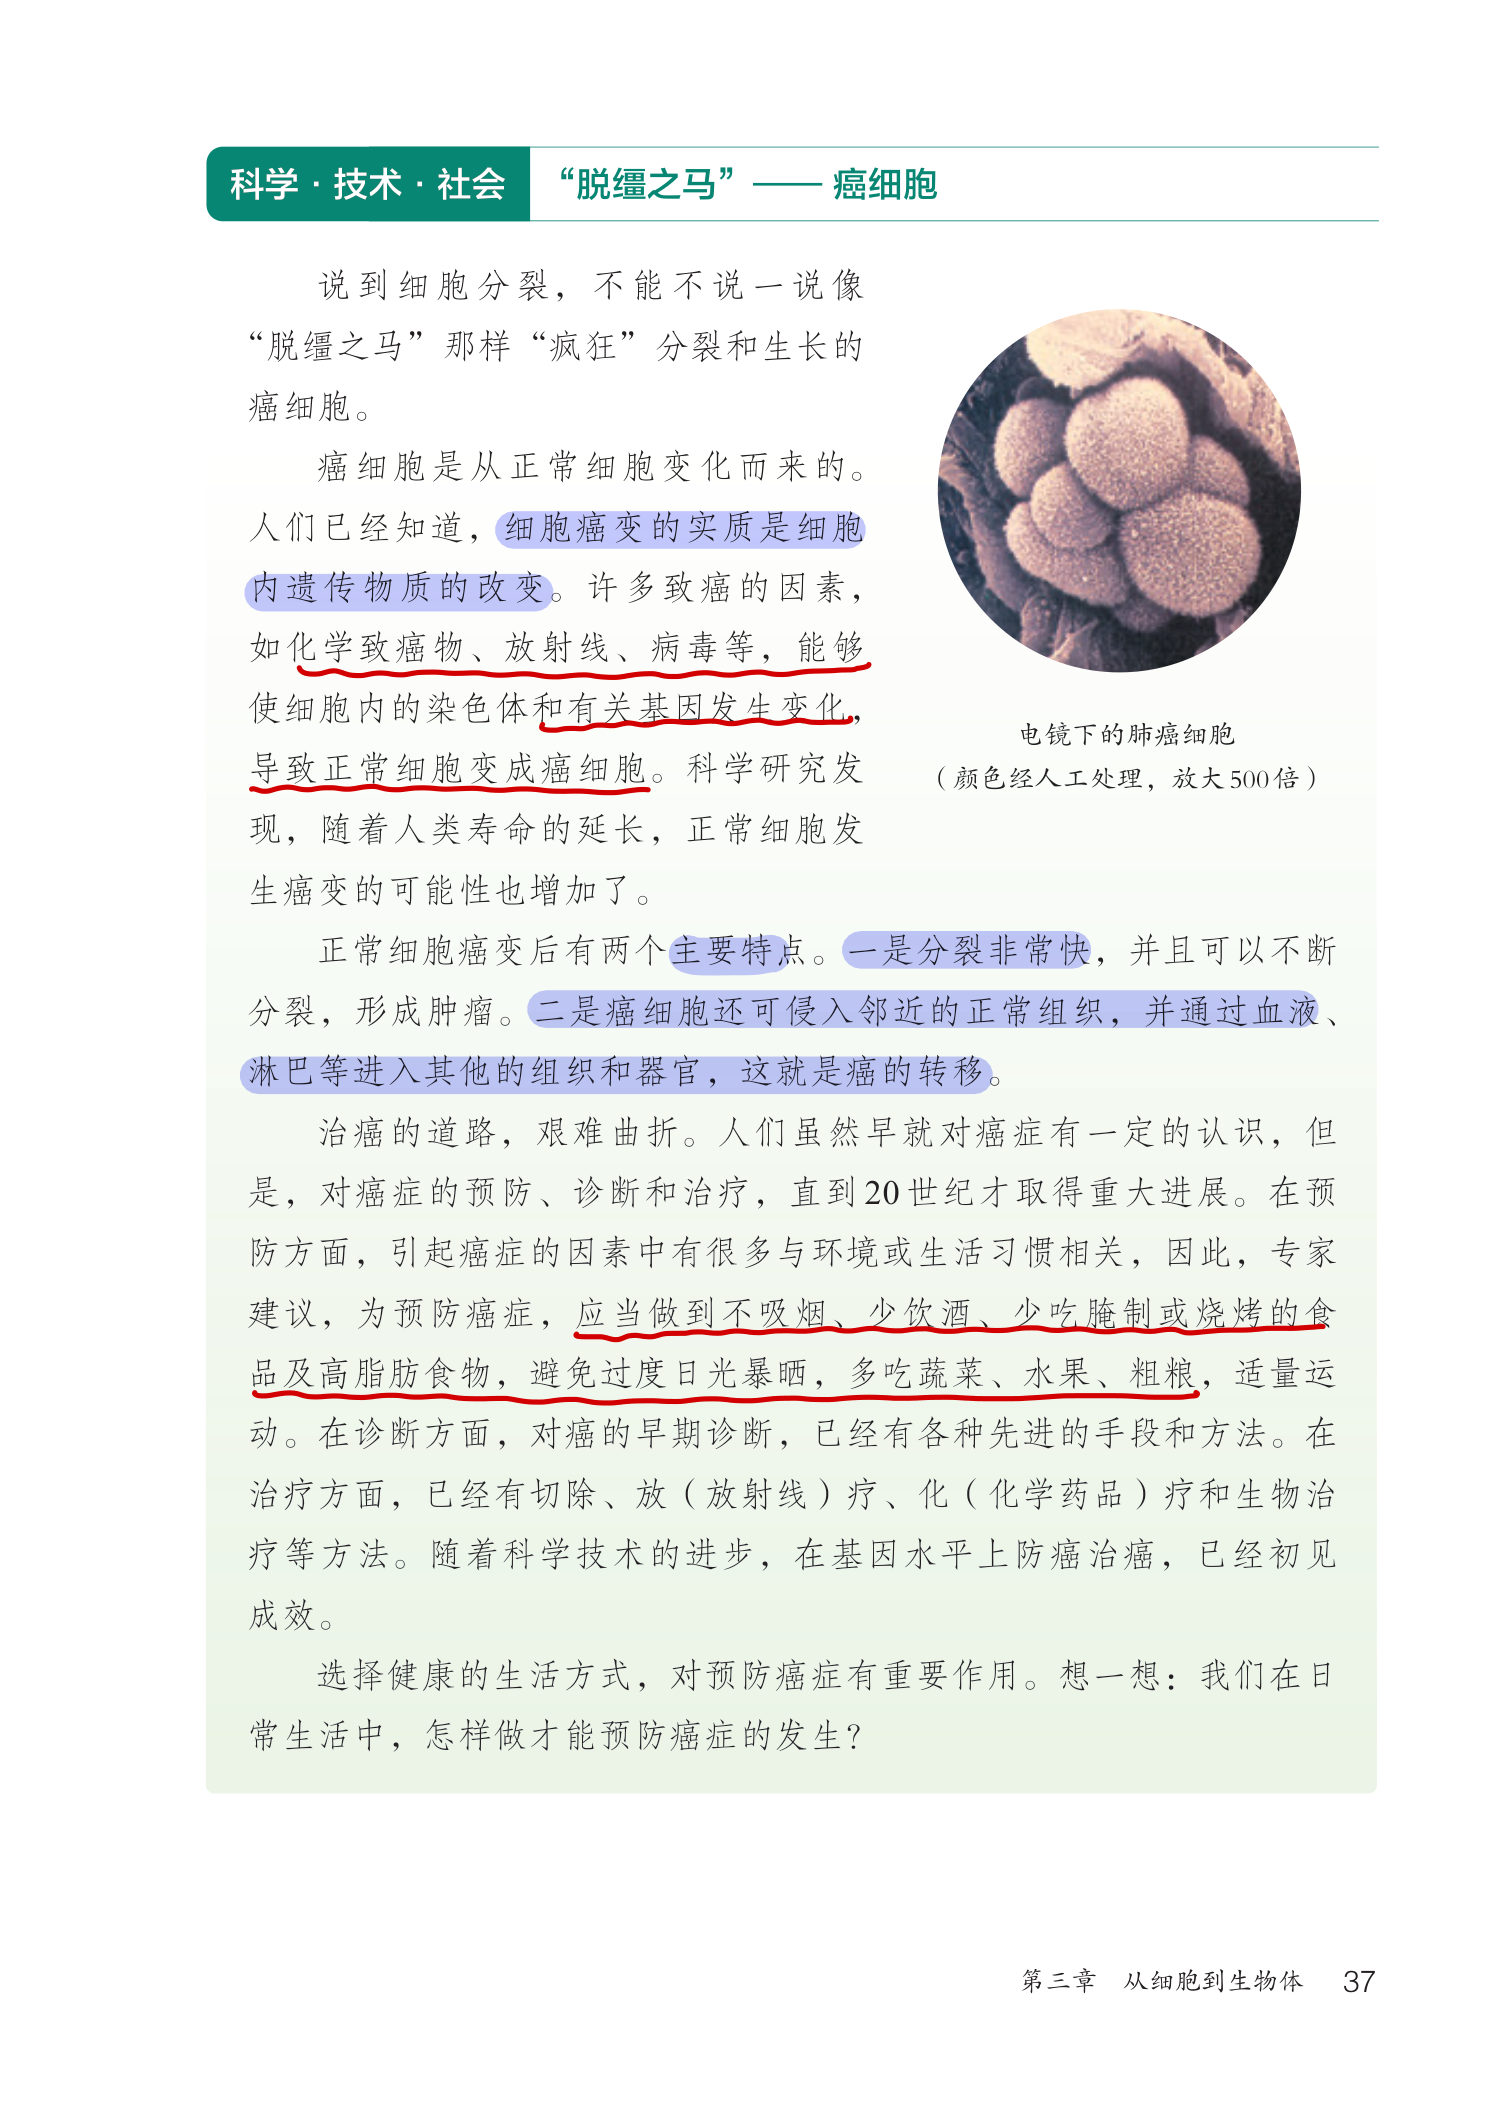 科学·技术·社会 “脱缰之马”——癌细胞
说到细胞分裂，不能不说一说像
“脱缰之马”那样“疯狂”分裂和生长的
癌细胞。
癌细胞是从正常细胞变化而来的。
人们已经知道，细胞癌变的实质是细胞
内遗传物质的改变。许多致癌的因素，
如化学致癌物、放射线、病毒等，能够
使细胞内的染色体和有关基因发生变化，
导致正常细胞变成癌细胞。科学研究发
现，随着人类寿命的延长，正常细胞发
生癌变的可能性也增加了。
电镜下的肺癌细胞
（颜色经人工处理，放大500倍）
正常细胞癌变后有两个主要特点。一是分裂非常快，并且可以不断
分裂，形成肿瘤。二是癌细胞还可侵入邻近的正常组织，并通过血液、
淋巴等进入其他的组织和器官，这就是癌的转移。
治癌的道路，艰难曲折。人们虽然早就对癌症有一定的认识，但
是，对癌症的预防、诊断和治疗，直到20世纪才取得重大进展。在预
防方面，引起癌症的因素中有很多与环境或生活习惯相关，因此，专家
建议，为预防癌症，应当做到不吸烟、少饮酒、少吃腌制或烧烤的食
品及高脂肪食物，避免过度日光暴晒，多吃蔬菜、水果、粗粮，适量运
动。在诊断方面，对癌的早期诊断，已经有各种先进的手段和方法。在
治疗方面，已经有切除、放（放射线）疗、化（化学药品）疗和生物治
疗等方法。随着科学技术的进步，在基因水平上防癌治癌，已经初见
成效。
选择健康的生活方式，对预防癌症有重要作用。想一想：我们在日
常生活中，怎样做才能预防癌症的发生？
第三章 从细胞到生物体 37